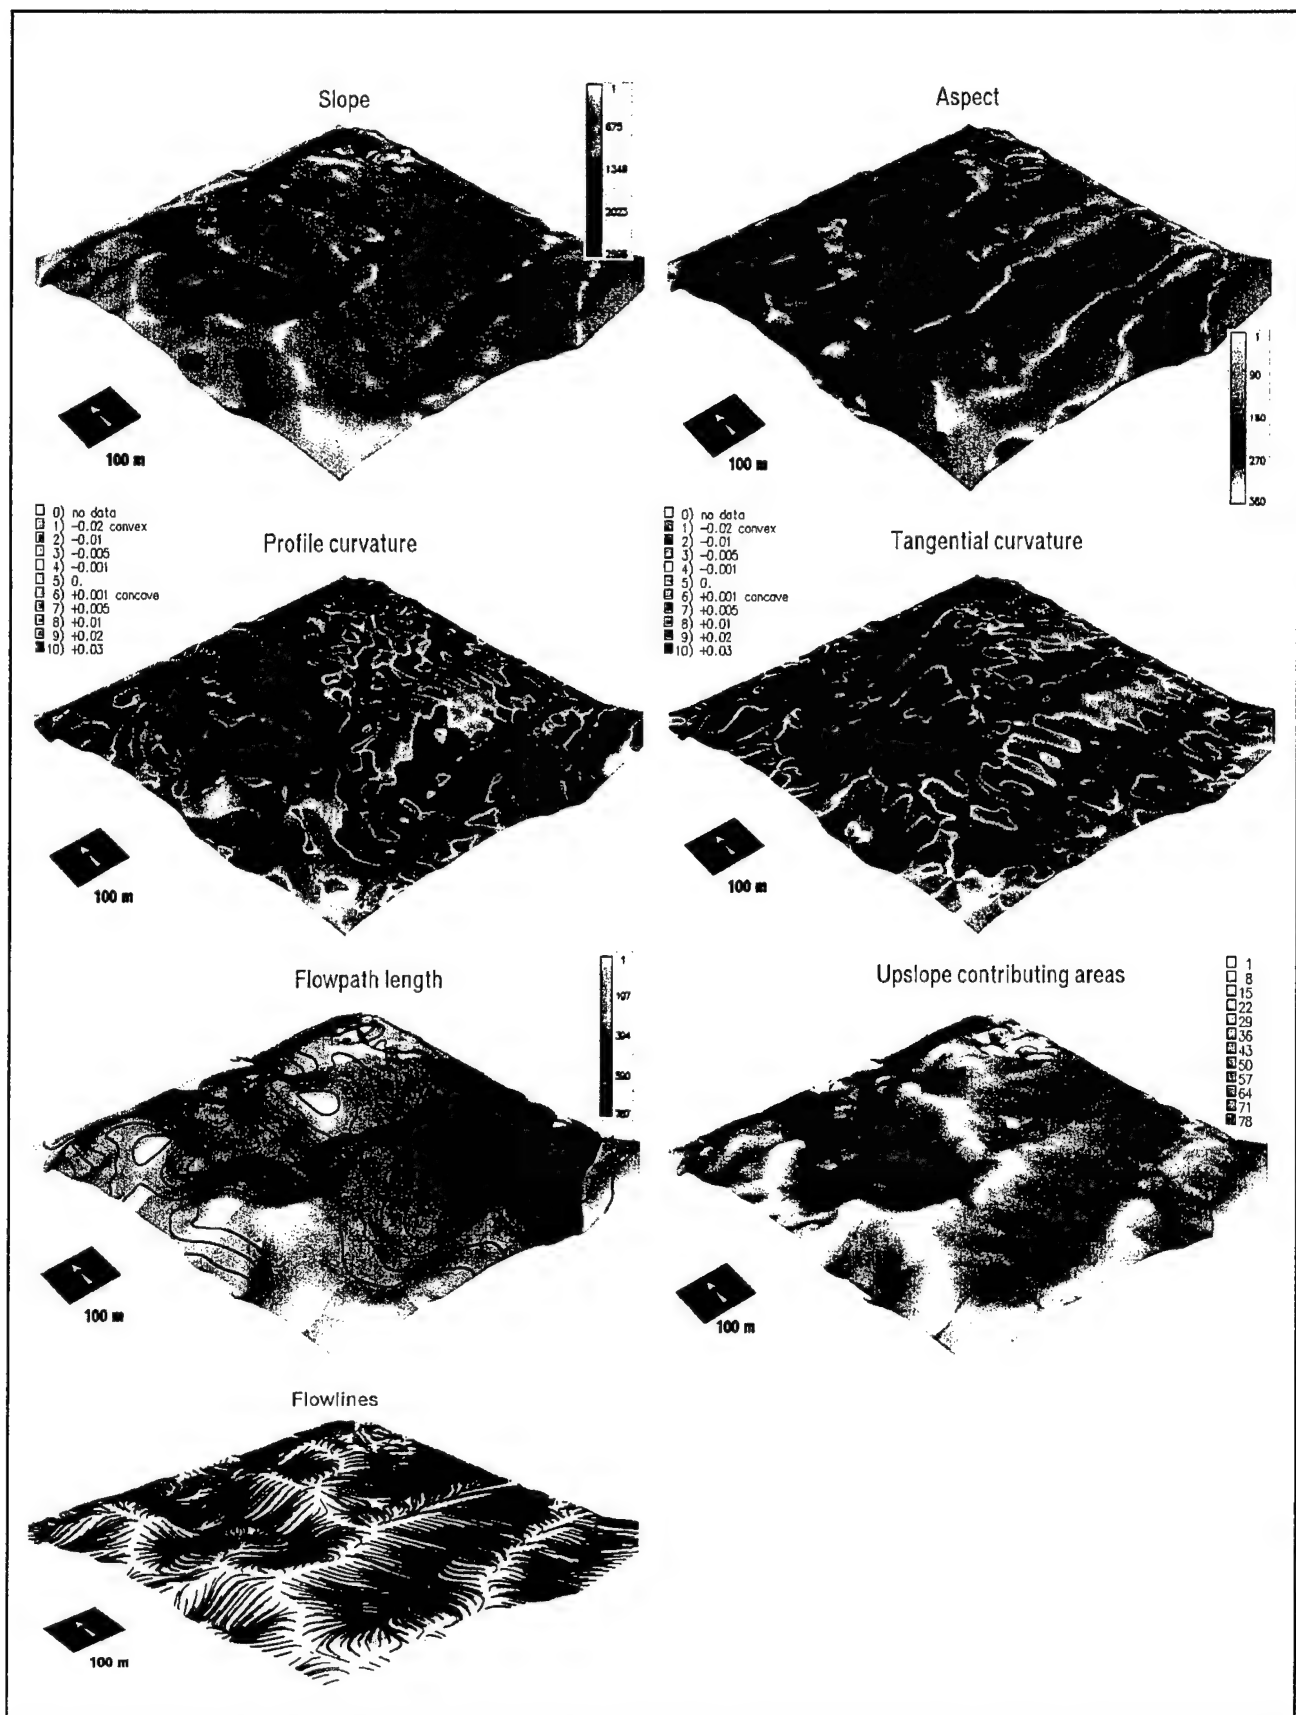 Slope
1
675
1348
2023
Aspect
1
90
180
270
360
100 m
100 m
0) no data
1) -0.02 convex
2) -0.01
3) -0.005
4) -0.001
5) 0.
6) +0.001 concave
7) +0.005
8) +0.01
9) +0.02
10) +0.03
Profile curvature
0) no data
1) -0.02 convex
2) -0.01
3) -0.005
4) -0.001
5) 0.
6) +0.001 concave
7) +0.005
8) +0.01
9) +0.02
10) +0.03
Tangential curvature
100 m
100 m
Flowpath length
1
197
394
590
787
Upslope contributing areas
1
8
15
22
29
36
43
50
57
64
71
78
100 m
100 m
Flowlines
100 m